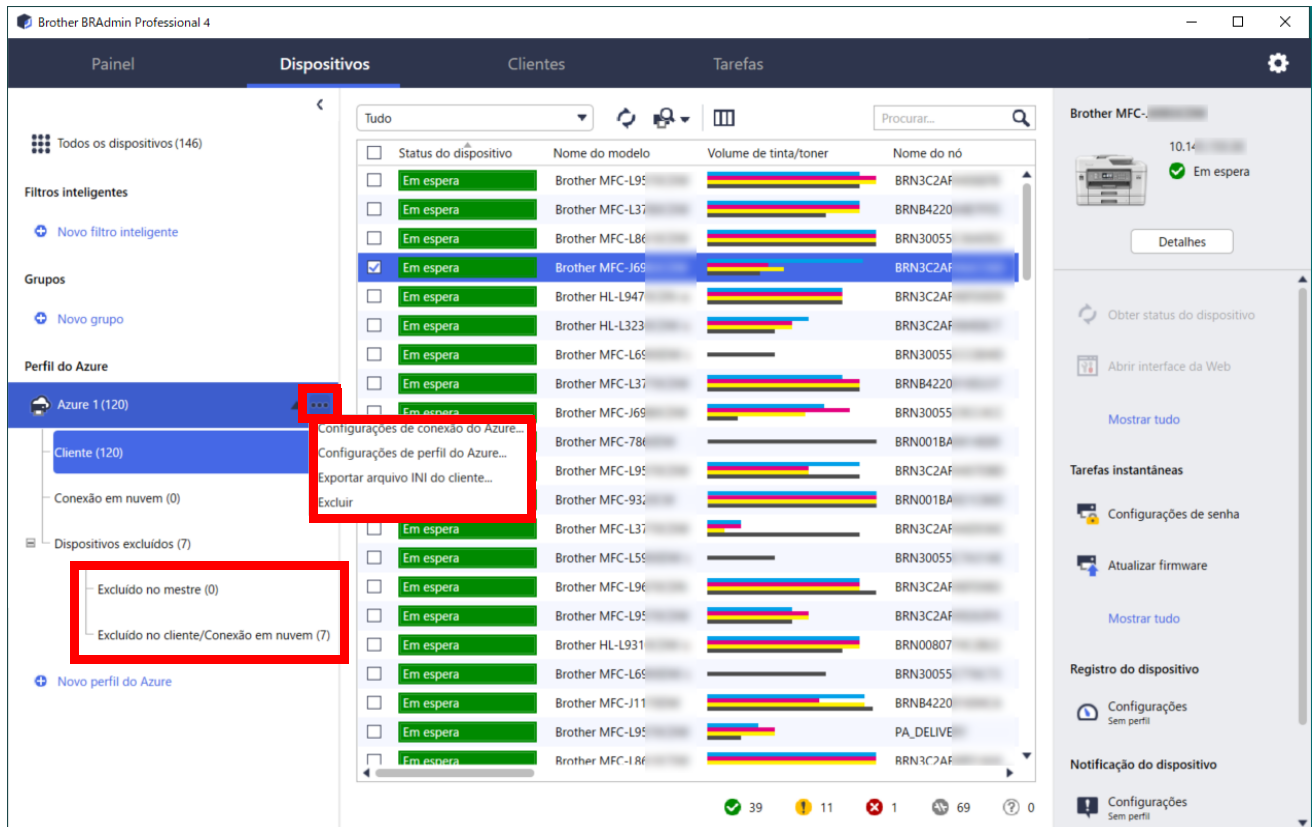 Brother BRAdmin Professional 4
Painel
Dispositivos
Clientes
Tarefas
Todos os dispositivos (146)
Filtros inteligentes
Novo filtro inteligente
Grupos
Novo grupo
Perfil do Azure
Azure 1 (120)
Cliente (120)
Conexão em nuvem (0)
Dispositivos excluídos (7)
Excluído no mestre (0)
Excluído no cliente/Conexão em nuvem (7)
Novo perfil do Azure
Configurações de conexão do Azure...
Configurações de perfil do Azure...
Exportar arquivo INI do cliente...
Excluir
Tudo
Procurar...
Status do dispositivo Nome do modelo Volume de tinta/toner Nome do nó
Em espera Brother MFC-L95 BRN3C2AF
Em espera Brother MFC-L37 BRNB4220
Em espera Brother MFC-L86 BRN30055
Em espera Brother MFC-J69 BRN3C2AF
Em espera Brother HL-L947 BRN3C2AF
Em espera Brother HL-L323 BRN3C2AF
Em espera Brother MFC-L69 BRN30055
Em espera Brother MFC-L37 BRNB4220
Em espera Brother MFC-J69 BRN30055
Brother MFC-786 BRN001BA
Brother MFC-L95 BRN3C2AF
Brother MFC-932 BRN001BA
Em espera Brother MFC-L37 BRN3C2AF
Em espera Brother MFC-L59 BRN30055
Em espera Brother MFC-L96 BRN3C2AF
Em espera Brother MFC-L95 BRN3C2AF
Em espera Brother HL-L931 BRN00807
Em espera Brother MFC-L69 BRN30055
Em espera Brother MFC-J11 BRNB4220
Em espera Brother MFC-L95 PA_DELIVE
Em espera Brother MFC-L86 BRN3C2AF
39 11 1 69 0
Brother MFC-
10.14
Em espera
Detalhes
Obter status do dispositivo
Abrir interface da Web
Mostrar tudo
Tarefas instantâneas
Configurações de senha
Atualizar firmware
Mostrar tudo
Registro do dispositivo
Configurações
Sem perfil
Notificação do dispositivo
Configurações
Sem perfil